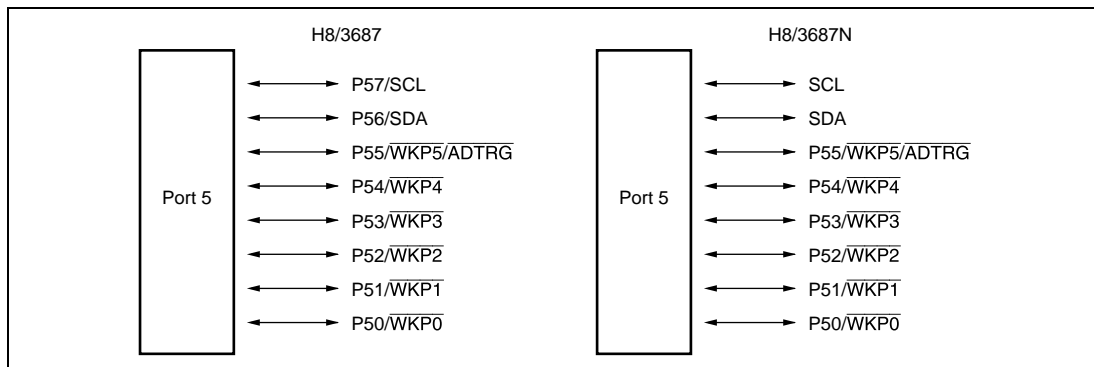 H8/3687
Port 5
P57/SCL
P56/SDA
P55/WKP5/ADTRG
P54/WKP4
P53/WKP3
P52/WKP2
P51/WKP1
P50/WKP0
H8/3687N
Port 5
SCL
SDA
P55/WKP5/ADTRG
P54/WKP4
P53/WKP3
P52/WKP2
P51/WKP1
P50/WKP0